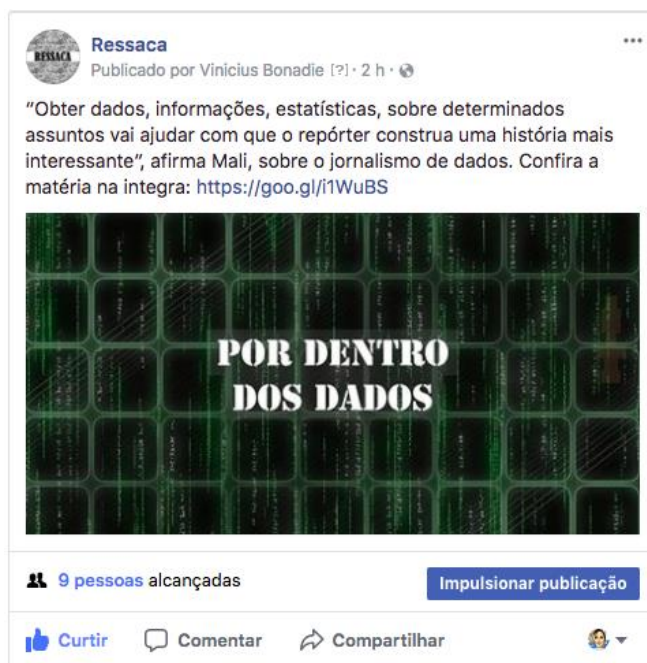 RESSACA
Ressaca
Publicado por Vinicius Bonadie [?] · 2 h ·
“Obter dados, informações, estatísticas, sobre determinados
assuntos vai ajudar com que o repórter construa uma história mais
interessante”, afirma Mali, sobre o jornalismo de dados. Confira a
matéria na integra: https://goo.gl/i1WuBS
POR DENTRO
DOS DADOS
9 pessoas alcançadas
Impulsionar publicação
Curtir
Comentar
Compartilhar